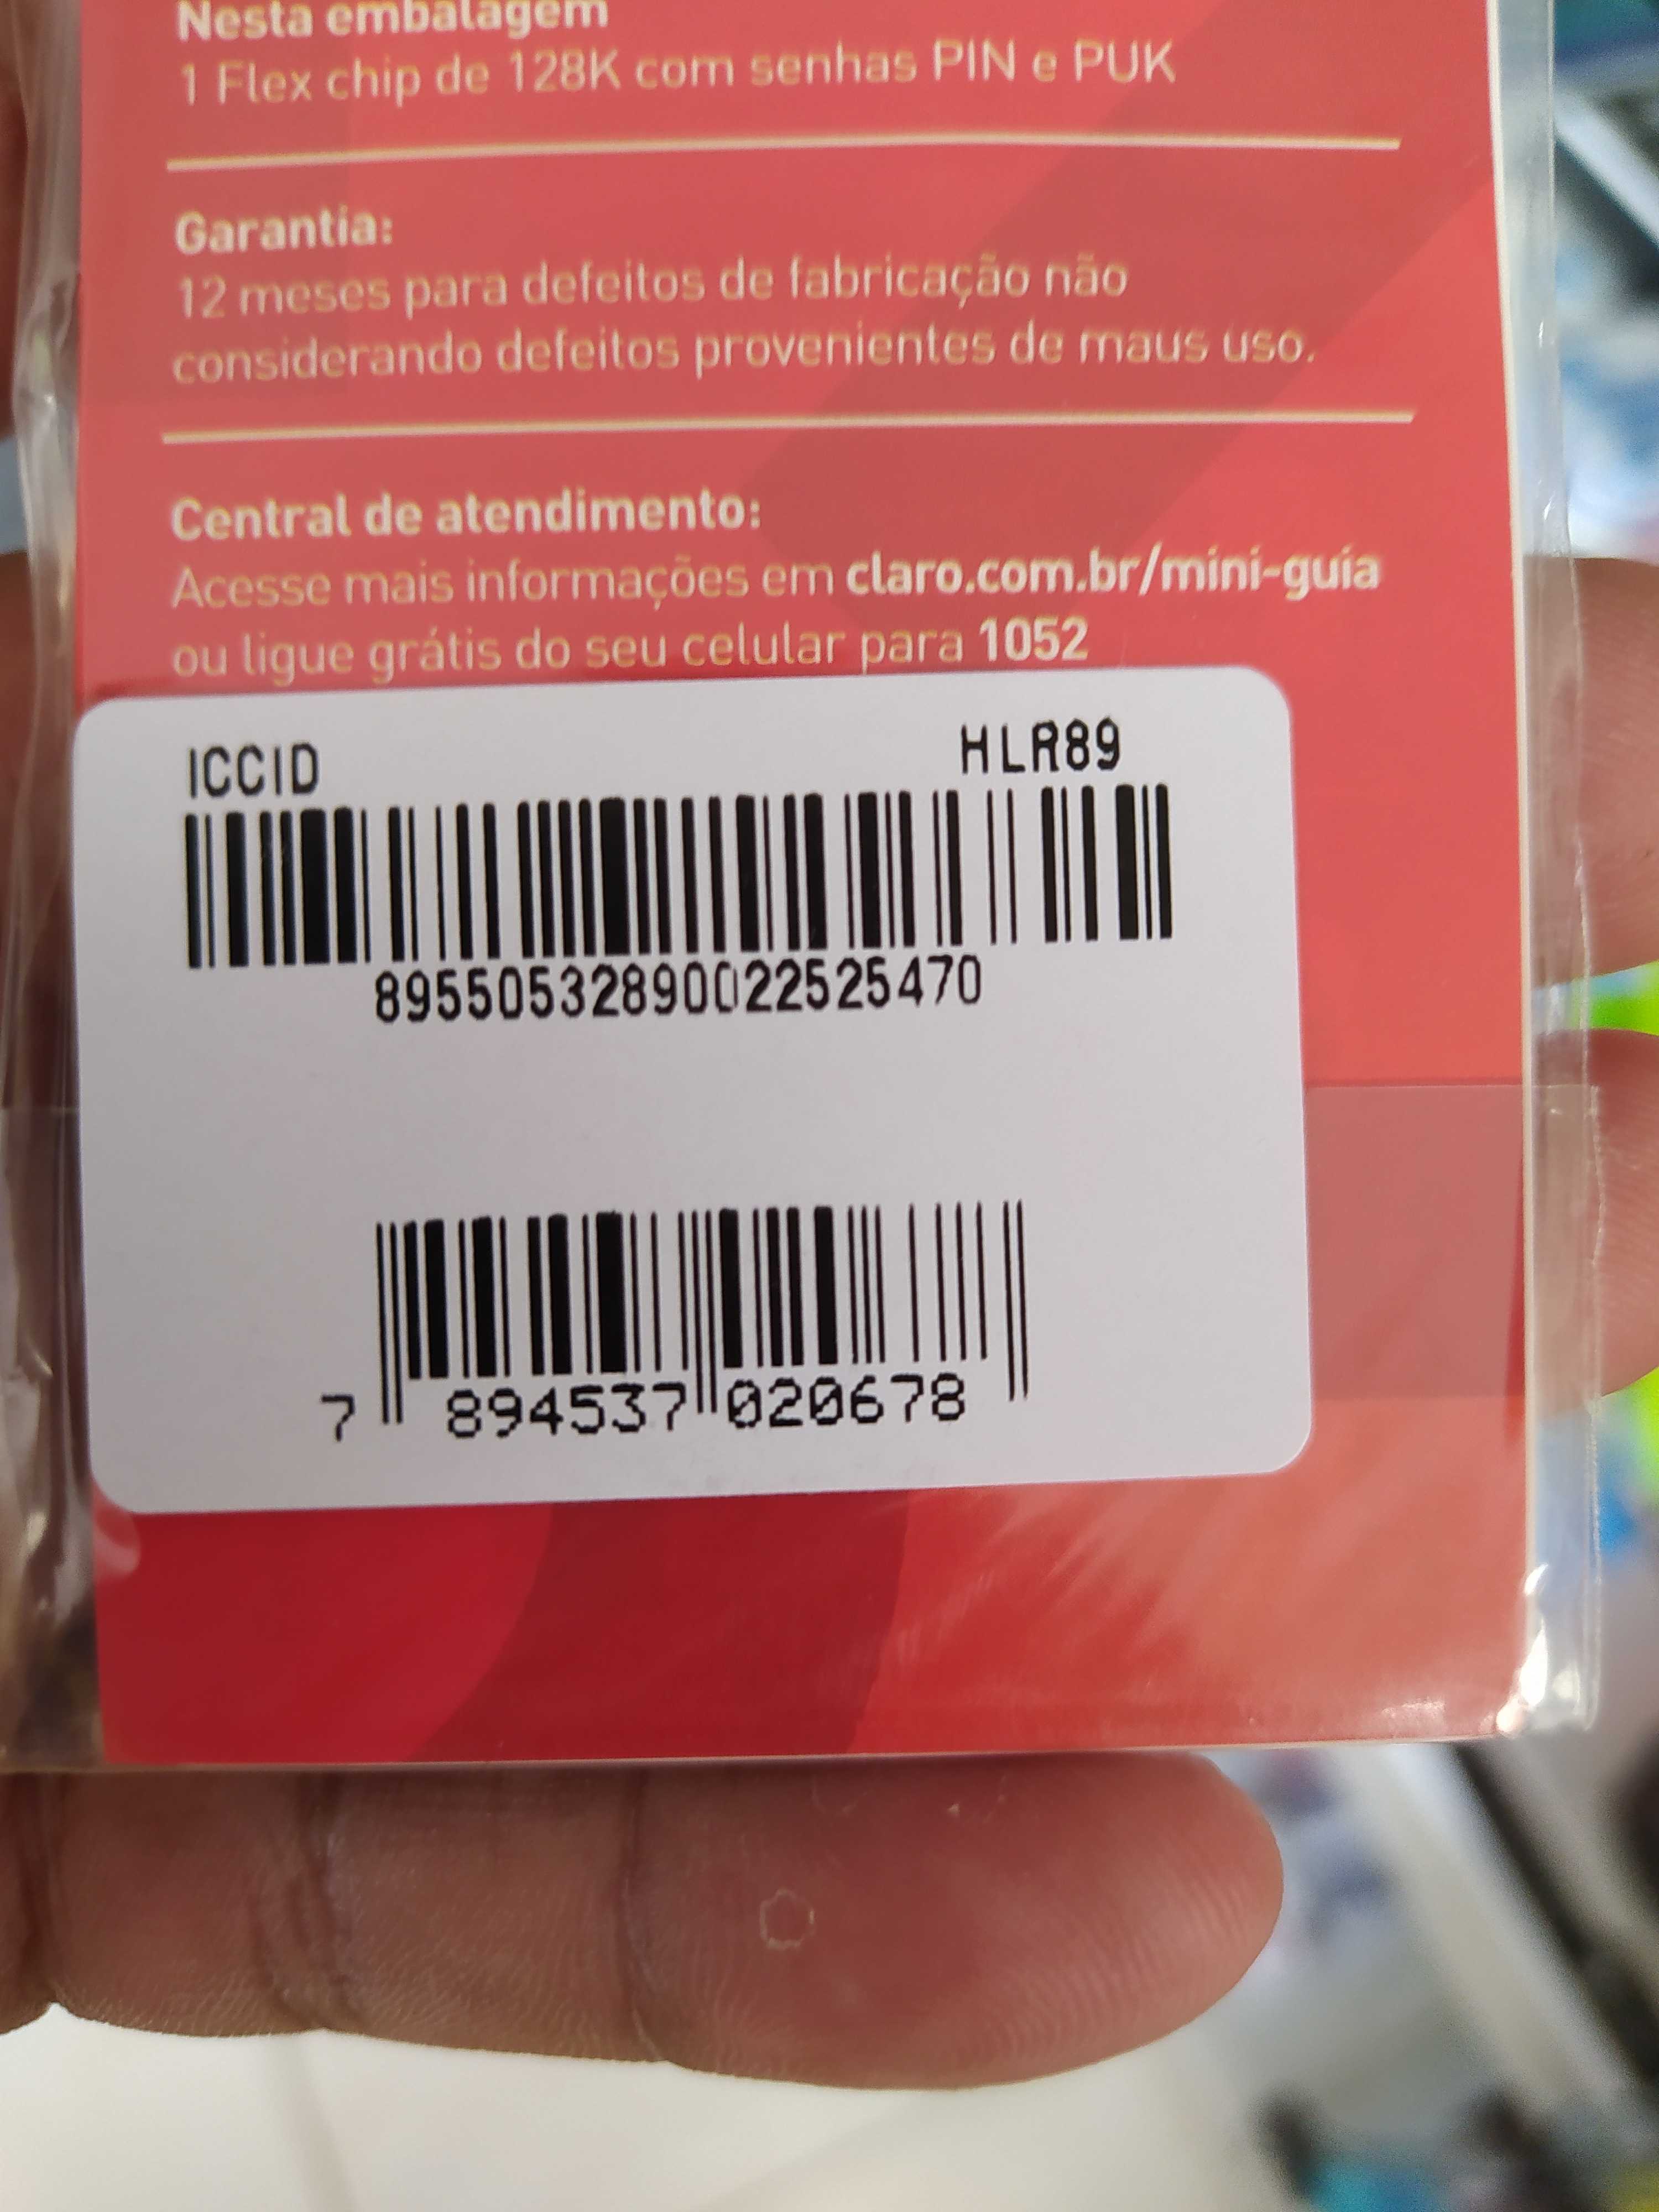 Nesta embalagem
1 Flex chip de 128K com senhas PIN e PUK
Garantia:
12 meses para defeitos de fabricação não
considerando defeitos provenientes de maus uso.
Central de atendimento:
Acesse mais informações em claro.com.br/mini-guia
ou ligue grátis do seu celular para 1052
ICCID HLR89
89550532890022525470
7 894537 020678